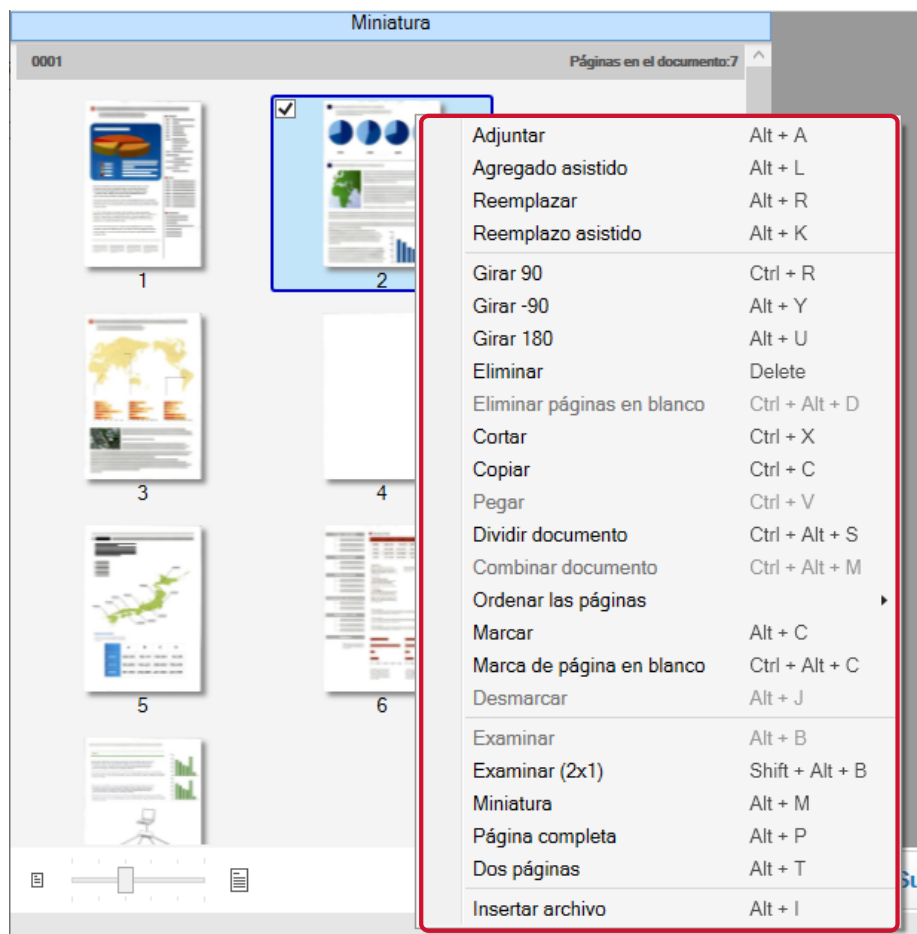 Miniatura
0001 Páginas en el documento:7
1
2
3
4
5
6
Adjuntar Alt + A
Agregado asistido Alt + L
Reemplazar Alt + R
Reemplazo asistido Alt + K
Girar 90 Ctrl + R
Girar -90 Alt + Y
Girar 180 Alt + U
Eliminar Delete
Eliminar páginas en blanco Ctrl + Alt + D
Cortar Ctrl + X
Copiar Ctrl + C
Pegar Ctrl + V
Dividir documento Ctrl + Alt + S
Combinar documento Ctrl + Alt + M
Ordenar las páginas
Marcar Alt + C
Marca de página en blanco Ctrl + Alt + C
Desmarcar Alt + J
Examinar Alt + B
Examinar (2x1) Shift + Alt + B
Miniatura Alt + M
Página completa Alt + P
Dos páginas Alt + T
Insertar archivo Alt + I